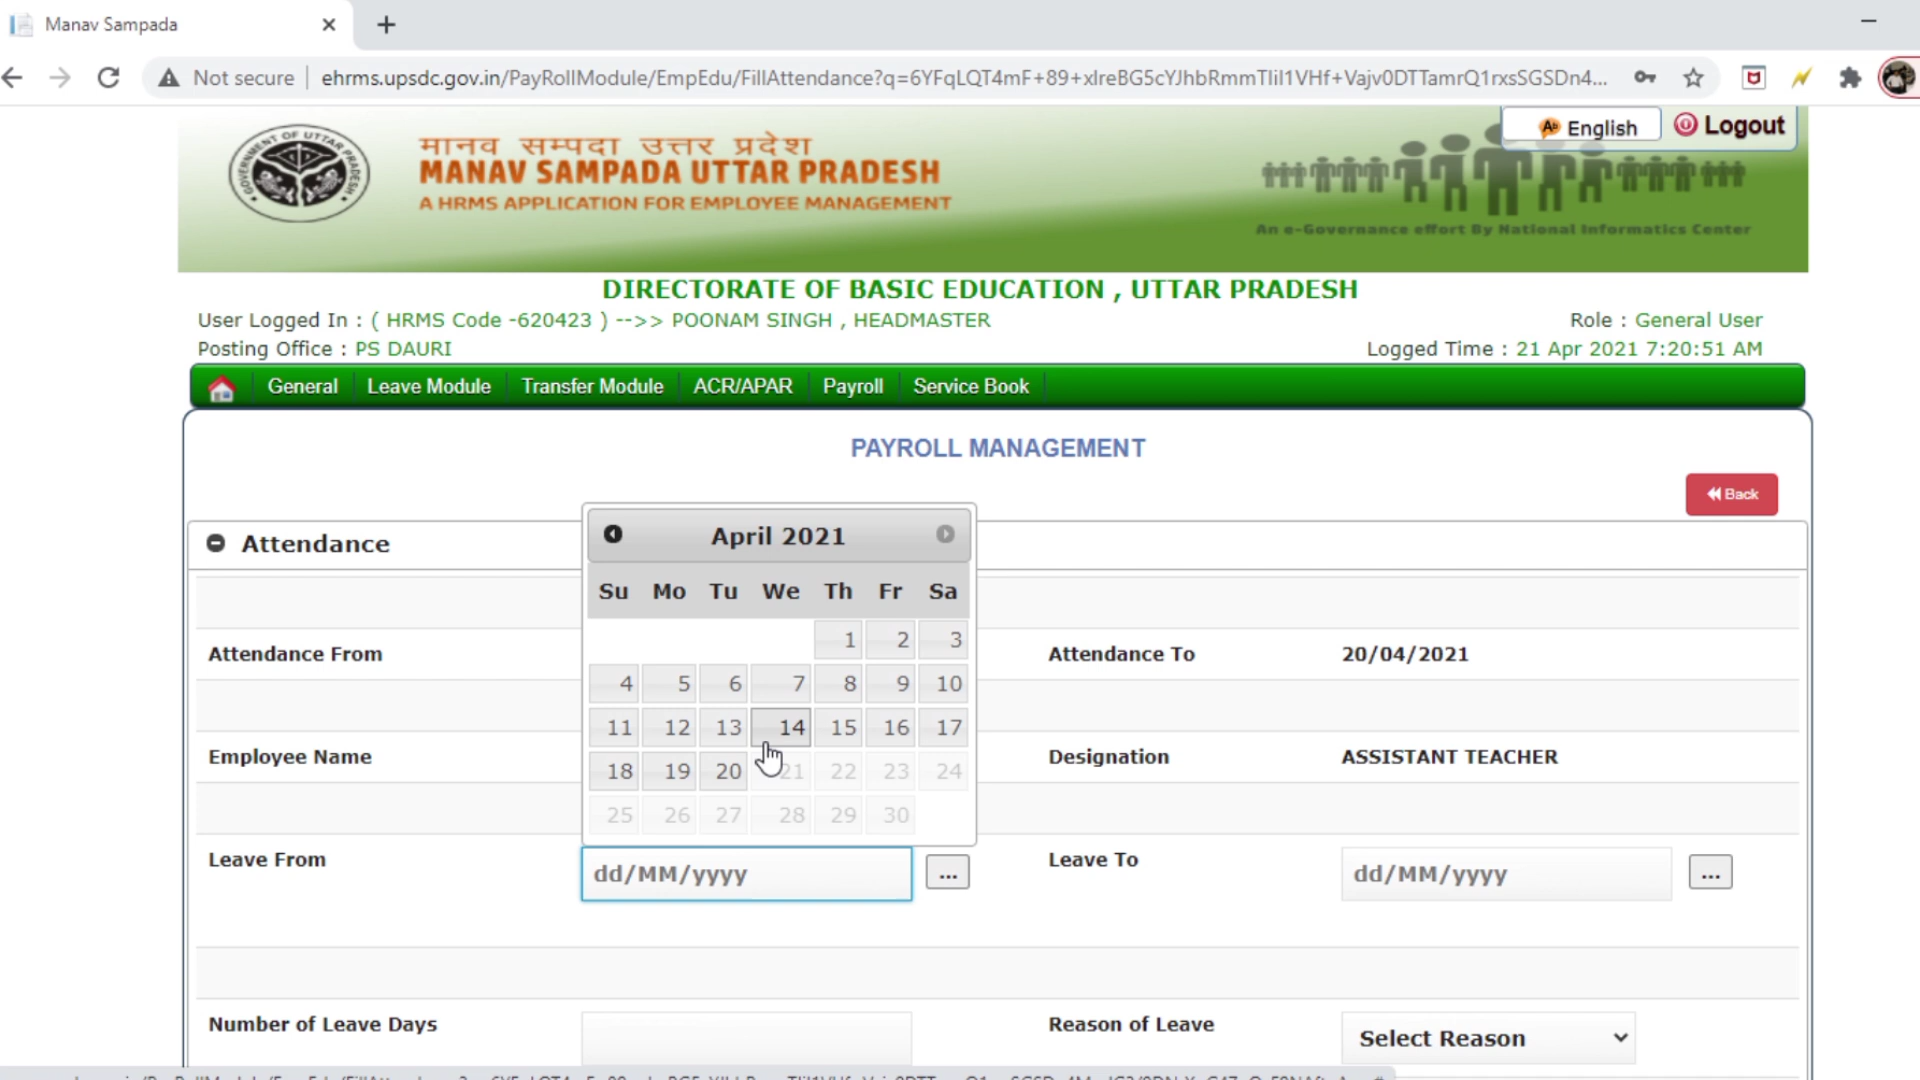 Manav Sampada
Not secure
ehrms.upsdc.gov.in/PayRollModule/EmpEdu/FillAttendance?q=6YFqLQT4mF+89+xIreBG5cYJhbRmmTIil1VHf+Vajv0DTTamrQ1rxsSGSDn4...
GOVERNMENT OF UTTAR PRADESH
मानव सम्पदा उत्तर प्रदेश
MANAV SAMPADA UTTAR PRADESH
A HRMS APPLICATION FOR EMPLOYEE MANAGEMENT
English
Logout
An e-Governance effort By National Informatics Center
DIRECTORATE OF BASIC EDUCATION , UTTAR PRADESH
User Logged In : ( HRMS Code -620423 ) -->> POONAM SINGH , HEADMASTER
Role : General User
Posting Office : PS DAURI
Logged Time : 21 Apr 2021 7:20:51 AM
General Leave Module Transfer Module ACR/APAR Payroll Service Book
PAYROLL MANAGEMENT
Back
Attendance
April 2021
Su Mo Tu We Th Fr Sa
1 2 3
4 5 6 7 8 9 10
11 12 13 14 15 16 17
18 19 20 21 22 23 24
25 26 27 28 29 30
Attendance From
Attendance To 20/04/2021
Employee Name
Designation ASSISTANT TEACHER
Leave From dd/MM/yyyy ...
Leave To dd/MM/yyyy ...
Number of Leave Days
Reason of Leave Select Reason